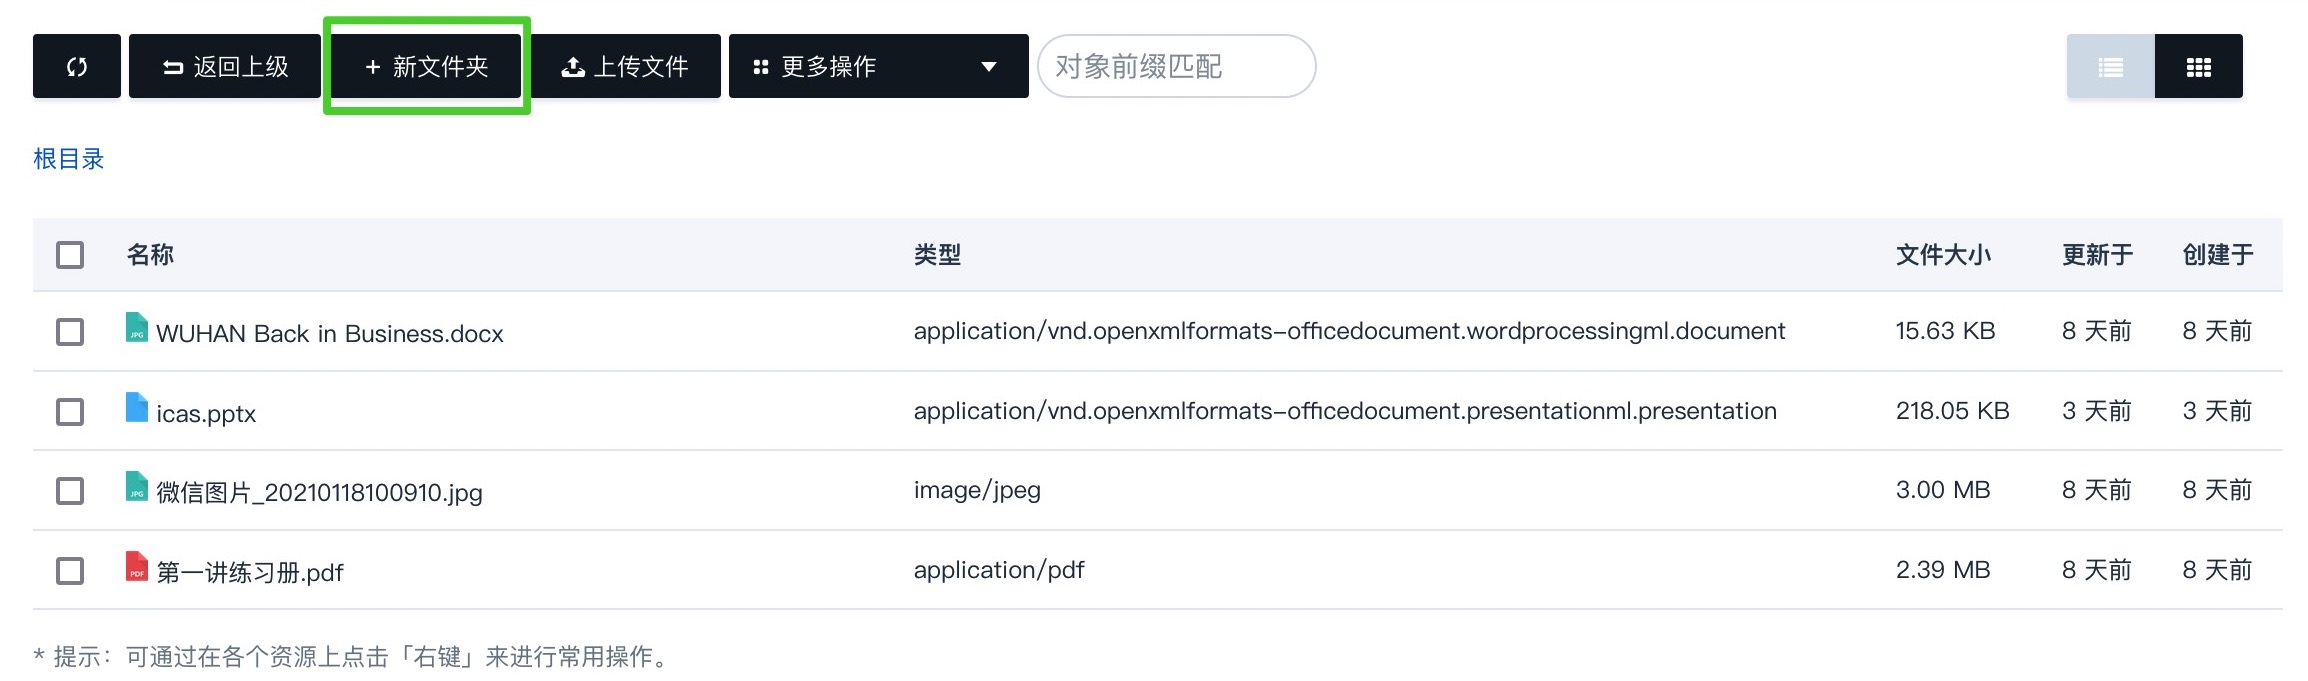 返回上级 + 新文件夹 上传文件 更多操作 对象前缀匹配
根目录
名称 类型 文件大小 更新于 创建于
JPG WUHAN Back in Business.docx application/vnd.openxmlformats-officedocument.wordprocessingml.document 15.63 KB 8 天前 8 天前
icas.pptx application/vnd.openxmlformats-officedocument.presentationml.presentation 218.05 KB 3 天前 3 天前
JPG 微信图片_20210118100910.jpg image/jpeg 3.00 MB 8 天前 8 天前
PDF 第一讲练习册.pdf application/pdf 2.39 MB 8 天前 8 天前
* 提示：可通过在各个资源上点击「右键」来进行常用操作。